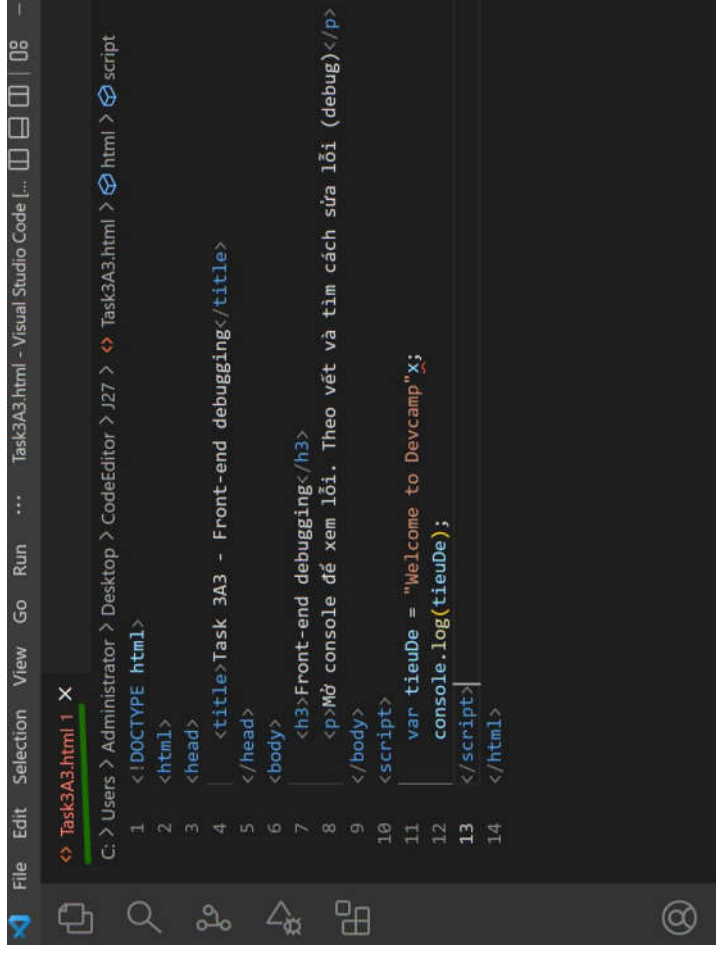 File Edit Selection View Go Run ··· Task3A3.html - Visual Studio Code [...
<> Task3A3.html 1 ×
C: > Users > Administrator > Desktop > CodeEditor > J27 > <> Task3A3.html > html > script
1 <!DOCTYPE html>
2 <html>
3 <head>
4 <title>Task 3A3 - Front-end debugging</title>
5 </head>
6 <body>
7 <h3>Front-end debugging</h3>
8 <p>Mở console để xem lỗi. Theo vết và tìm cách sửa lỗi (debug)</p>
9 </body>
10 <script>
11 var tieuDe = "Welcome to Devcamp"x;
12 console.log(tieuDe);
13 </script>
14 </html>